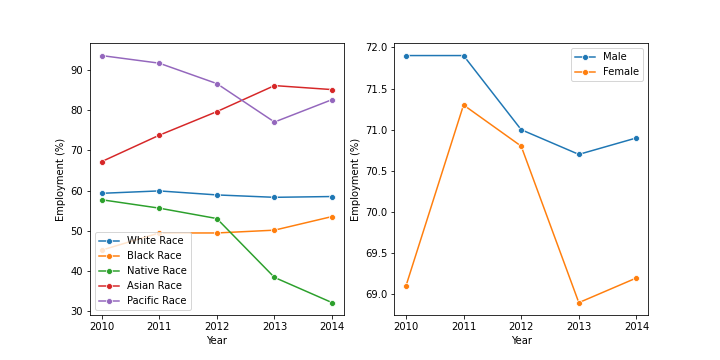 Employment (%)
90
80
70
60
50
40
30
2010
2011
2012
2013
2014
Year
White Race
Black Race
Native Race
Asian Race
Pacific Race
Employment (%)
72.0
71.5
71.0
70.5
70.0
69.5
69.0
2010
2011
2012
2013
2014
Year
Male
Female